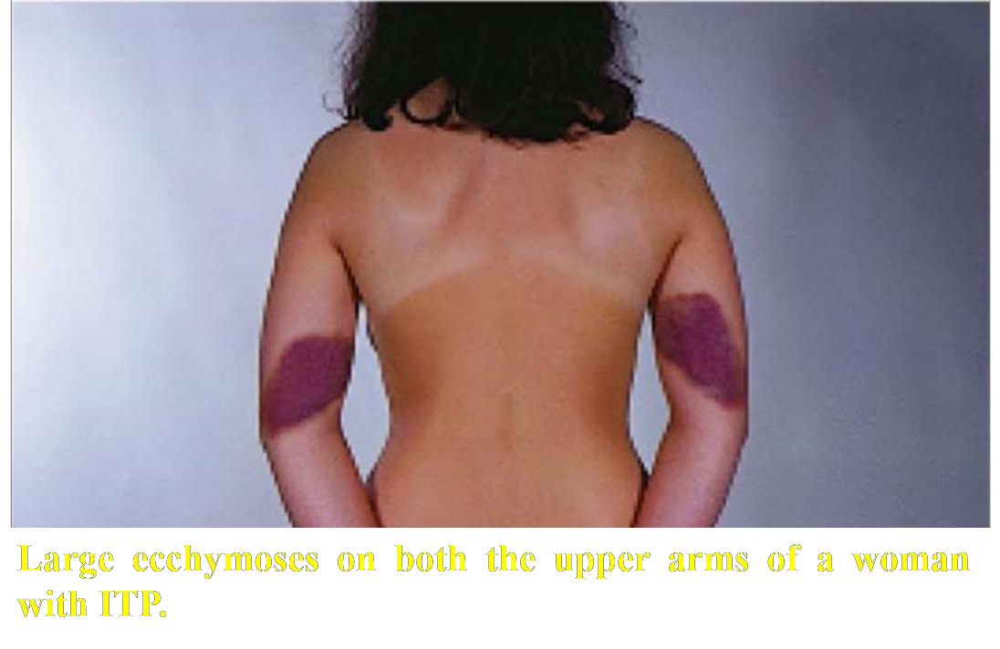 Large ecchymoses on both the upper arms of a woman
with ITP.